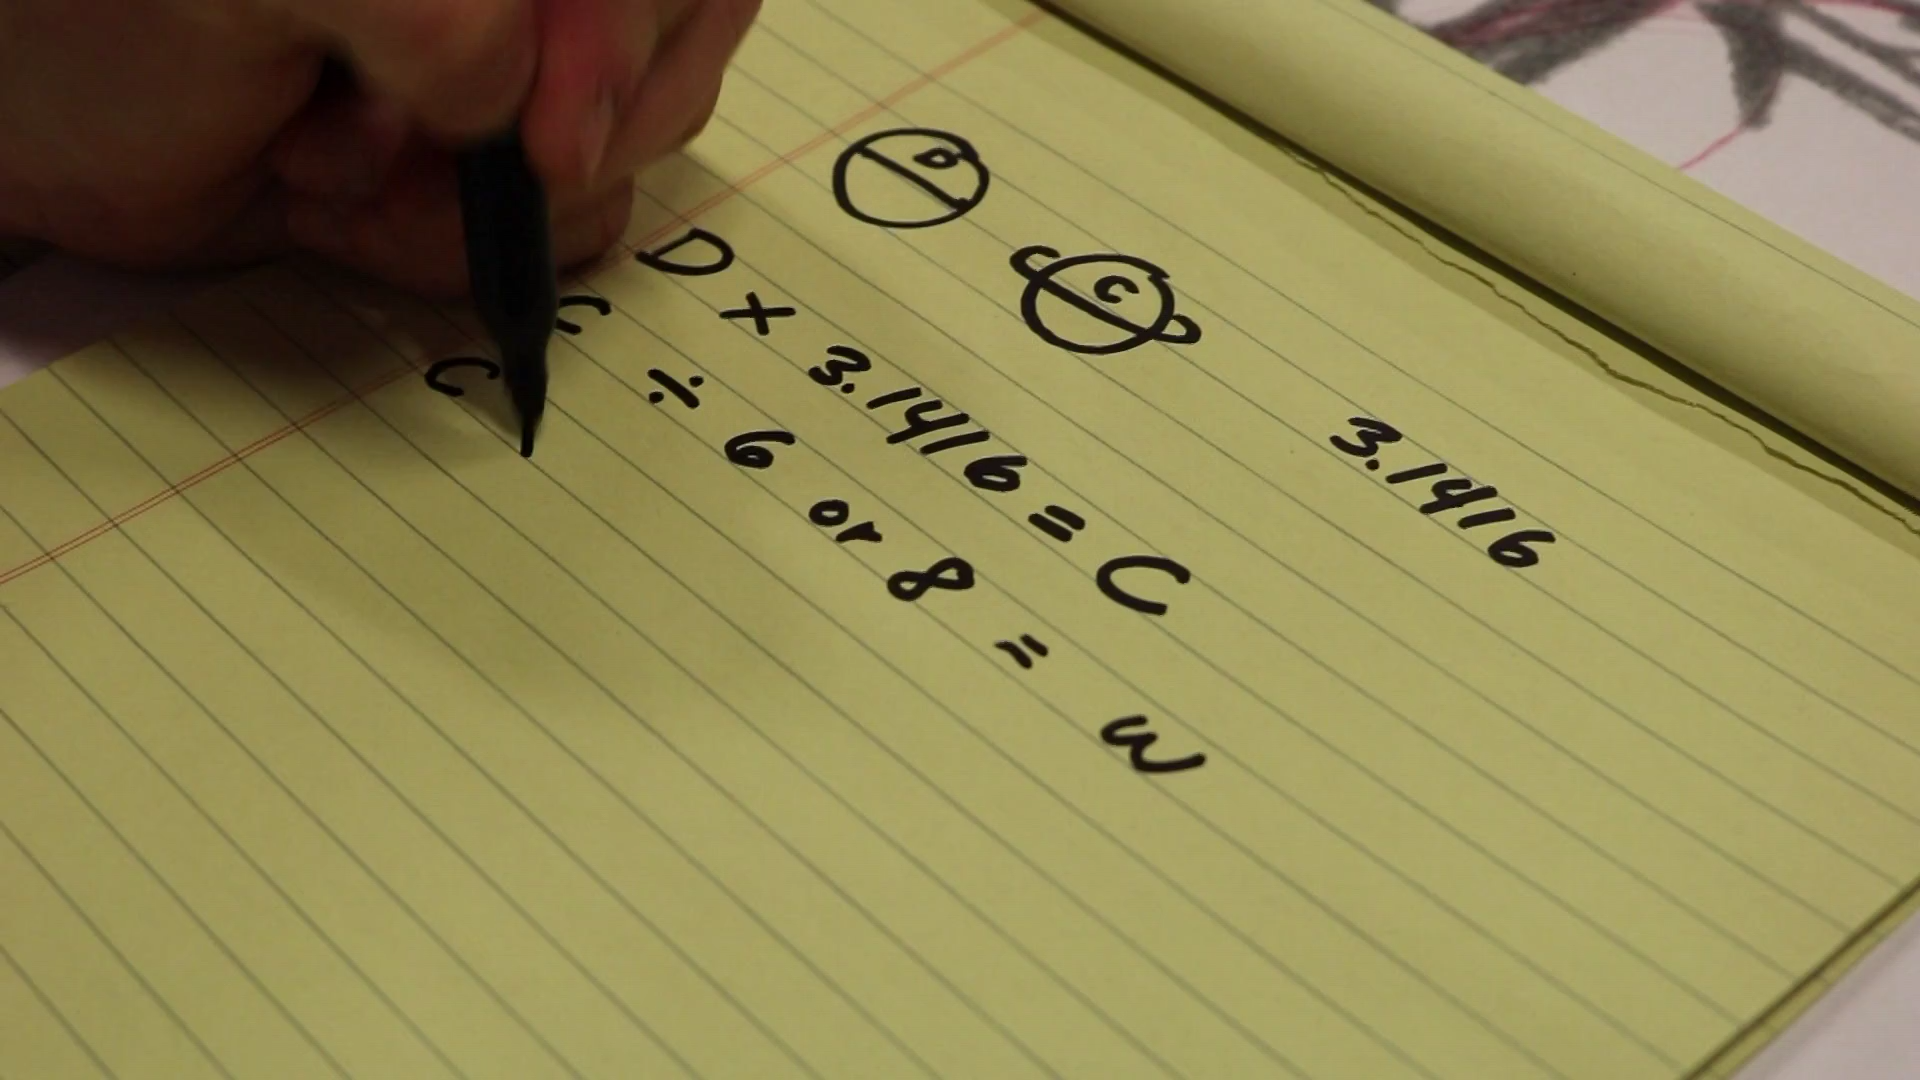 D
C
3.1416
D × 3.1416 = C
C ÷ 6 or 8 = W
C